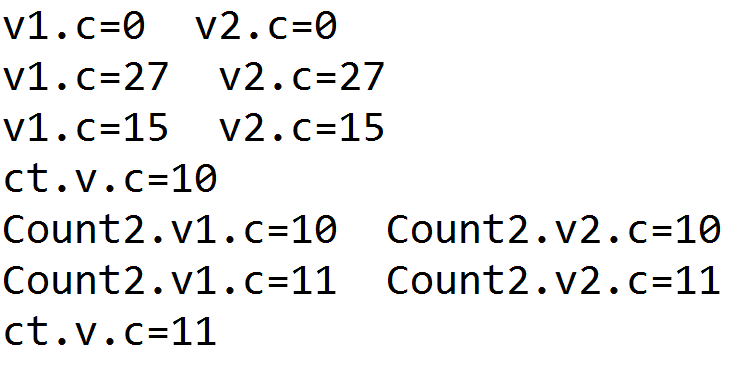 v1.c=0  v2.c=0
v1.c=27  v2.c=27
v1.c=15  v2.c=15
ct.v.c=10
Count2.v1.c=10  Count2.v2.c=10
Count2.v1.c=11  Count2.v2.c=11
ct.v.c=11